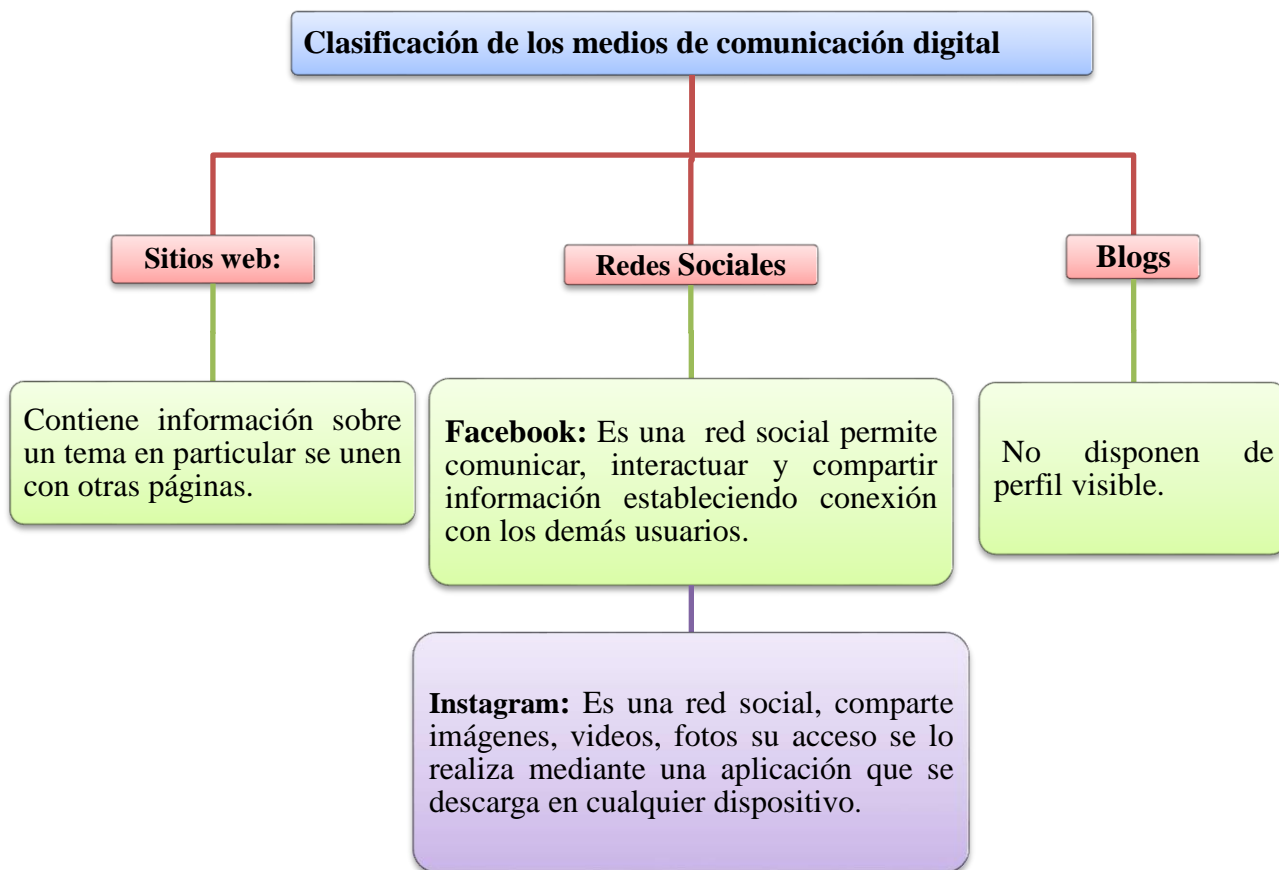 Clasificación de los medios de comunicación digital
Sitios web:
Redes Sociales
Blogs
Contiene información sobre
un tema en particular se unen
con otras páginas.
Facebook: Es una red social permite
comunicar, interactuar y compartir
información estableciendo conexión
con los demás usuarios.
No disponen de
perfil visible.
Instagram: Es una red social, comparte
imágenes, videos, fotos su acceso se lo
realiza mediante una aplicación que se
descarga en cualquier dispositivo.